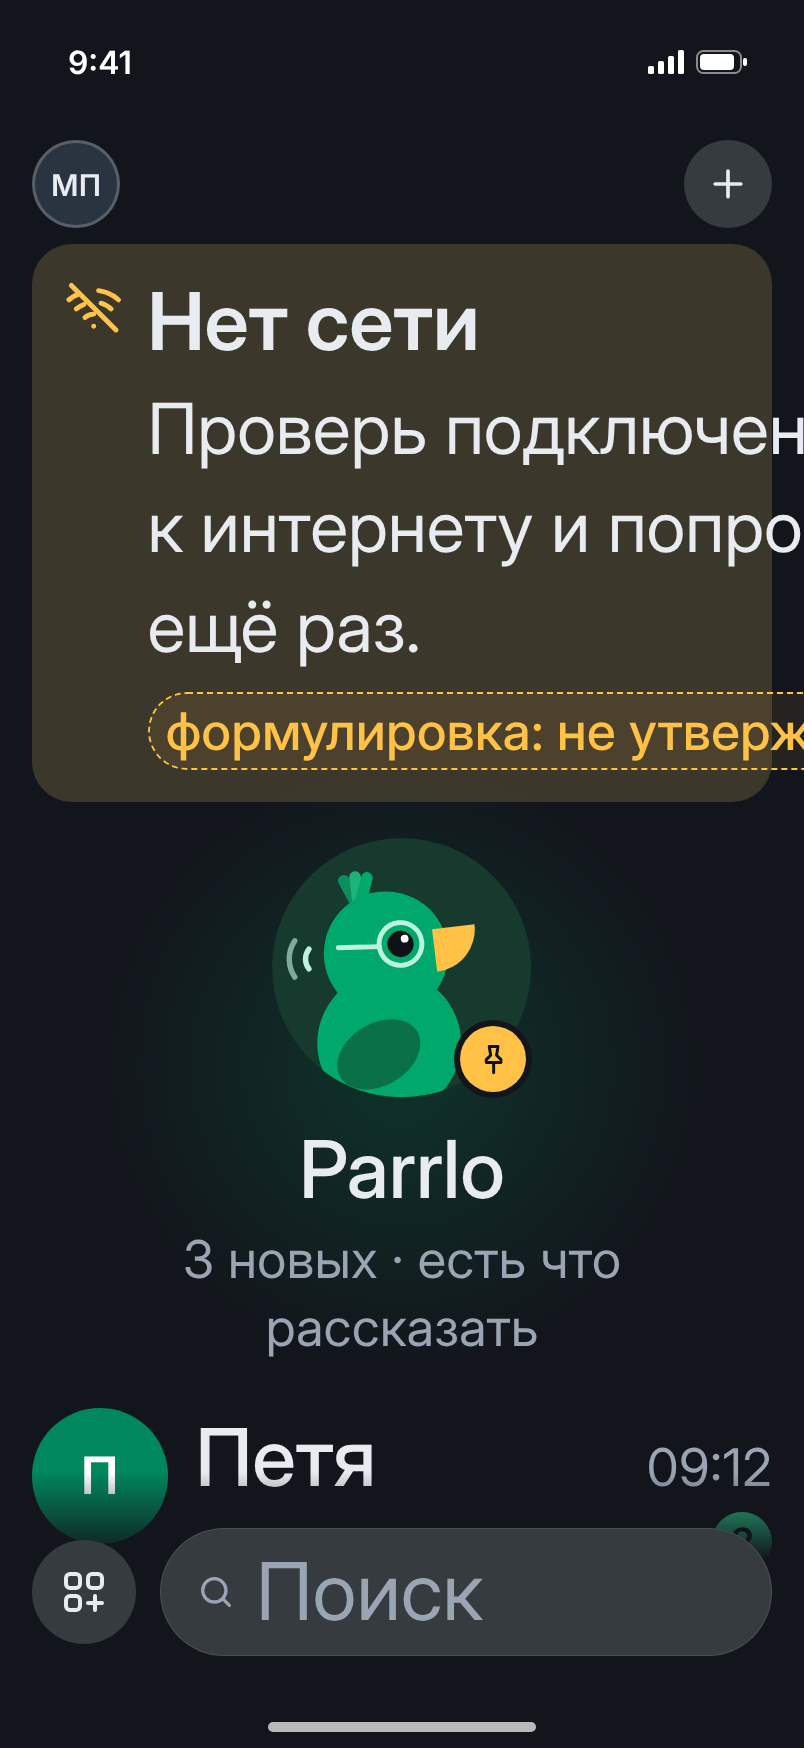 9:41
МП
Нет сети
Проверь подключен
к интернету и попро
ещё раз.
формулировка: не утверж
Parrlo
3 новых · есть что
рассказать
П
Петя
09:12
Поиск